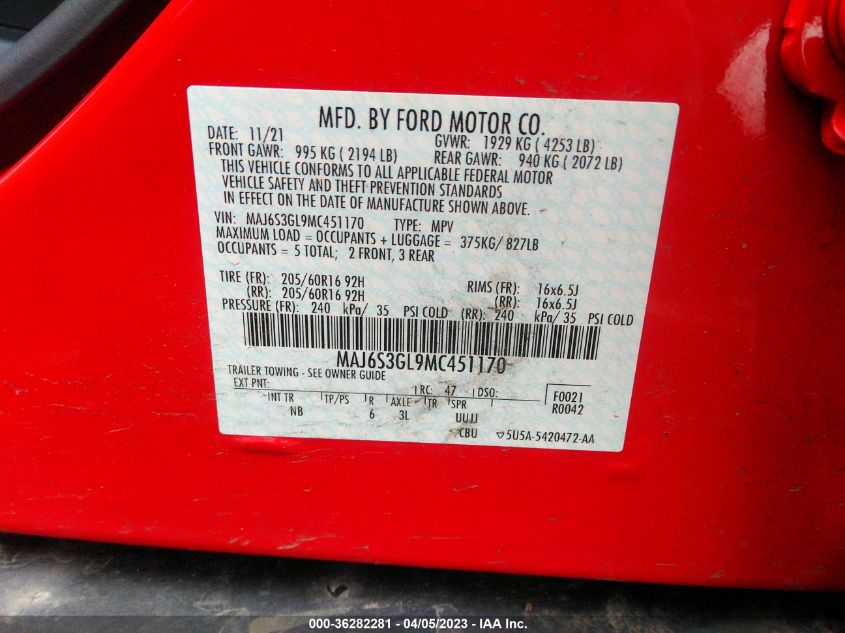 MFD. BY FORD MOTOR CO.
DATE: 11/21 GVWR: 1929 KG ( 4253 LB)
FRONT GAWR: 995 KG ( 2194 LB) REAR GAWR: 940 KG ( 2072 LB)
THIS VEHICLE CONFORMS TO ALL APPLICABLE FEDERAL MOTOR
VEHICLE SAFETY AND THEFT PREVENTION STANDARDS
IN EFFECT ON THE DATE OF MANUFACTURE SHOWN ABOVE.
VIN: MAJ6S3GL9MC451170 TYPE: MPV
MAXIMUM LOAD = OCCUPANTS + LUGGAGE = 375KG/ 827LB
OCCUPANTS = 5 TOTAL; 2 FRONT, 3 REAR
TIRE (FR): 205/60R16 92H RIMS (FR): 16x6.5J
(RR): 205/60R16 92H (RR): 16x6.5J
PRESSURE (FR): 240 kPa/ 35 PSI COLD (RR): 240 kPa/ 35 PSI COLD
MAJ6S3GL9MC451170
TRAILER TOWING - SEE OWNER GUIDE
EXT PNT: RC: 47 DSO: F0021
INT TR TP/PS R AXLE TR SPR R0042
NB 6 3L UUJJ
CBU 5U5A-5420472-AA
000-36282281 - 04/05/2023 - IAA Inc.